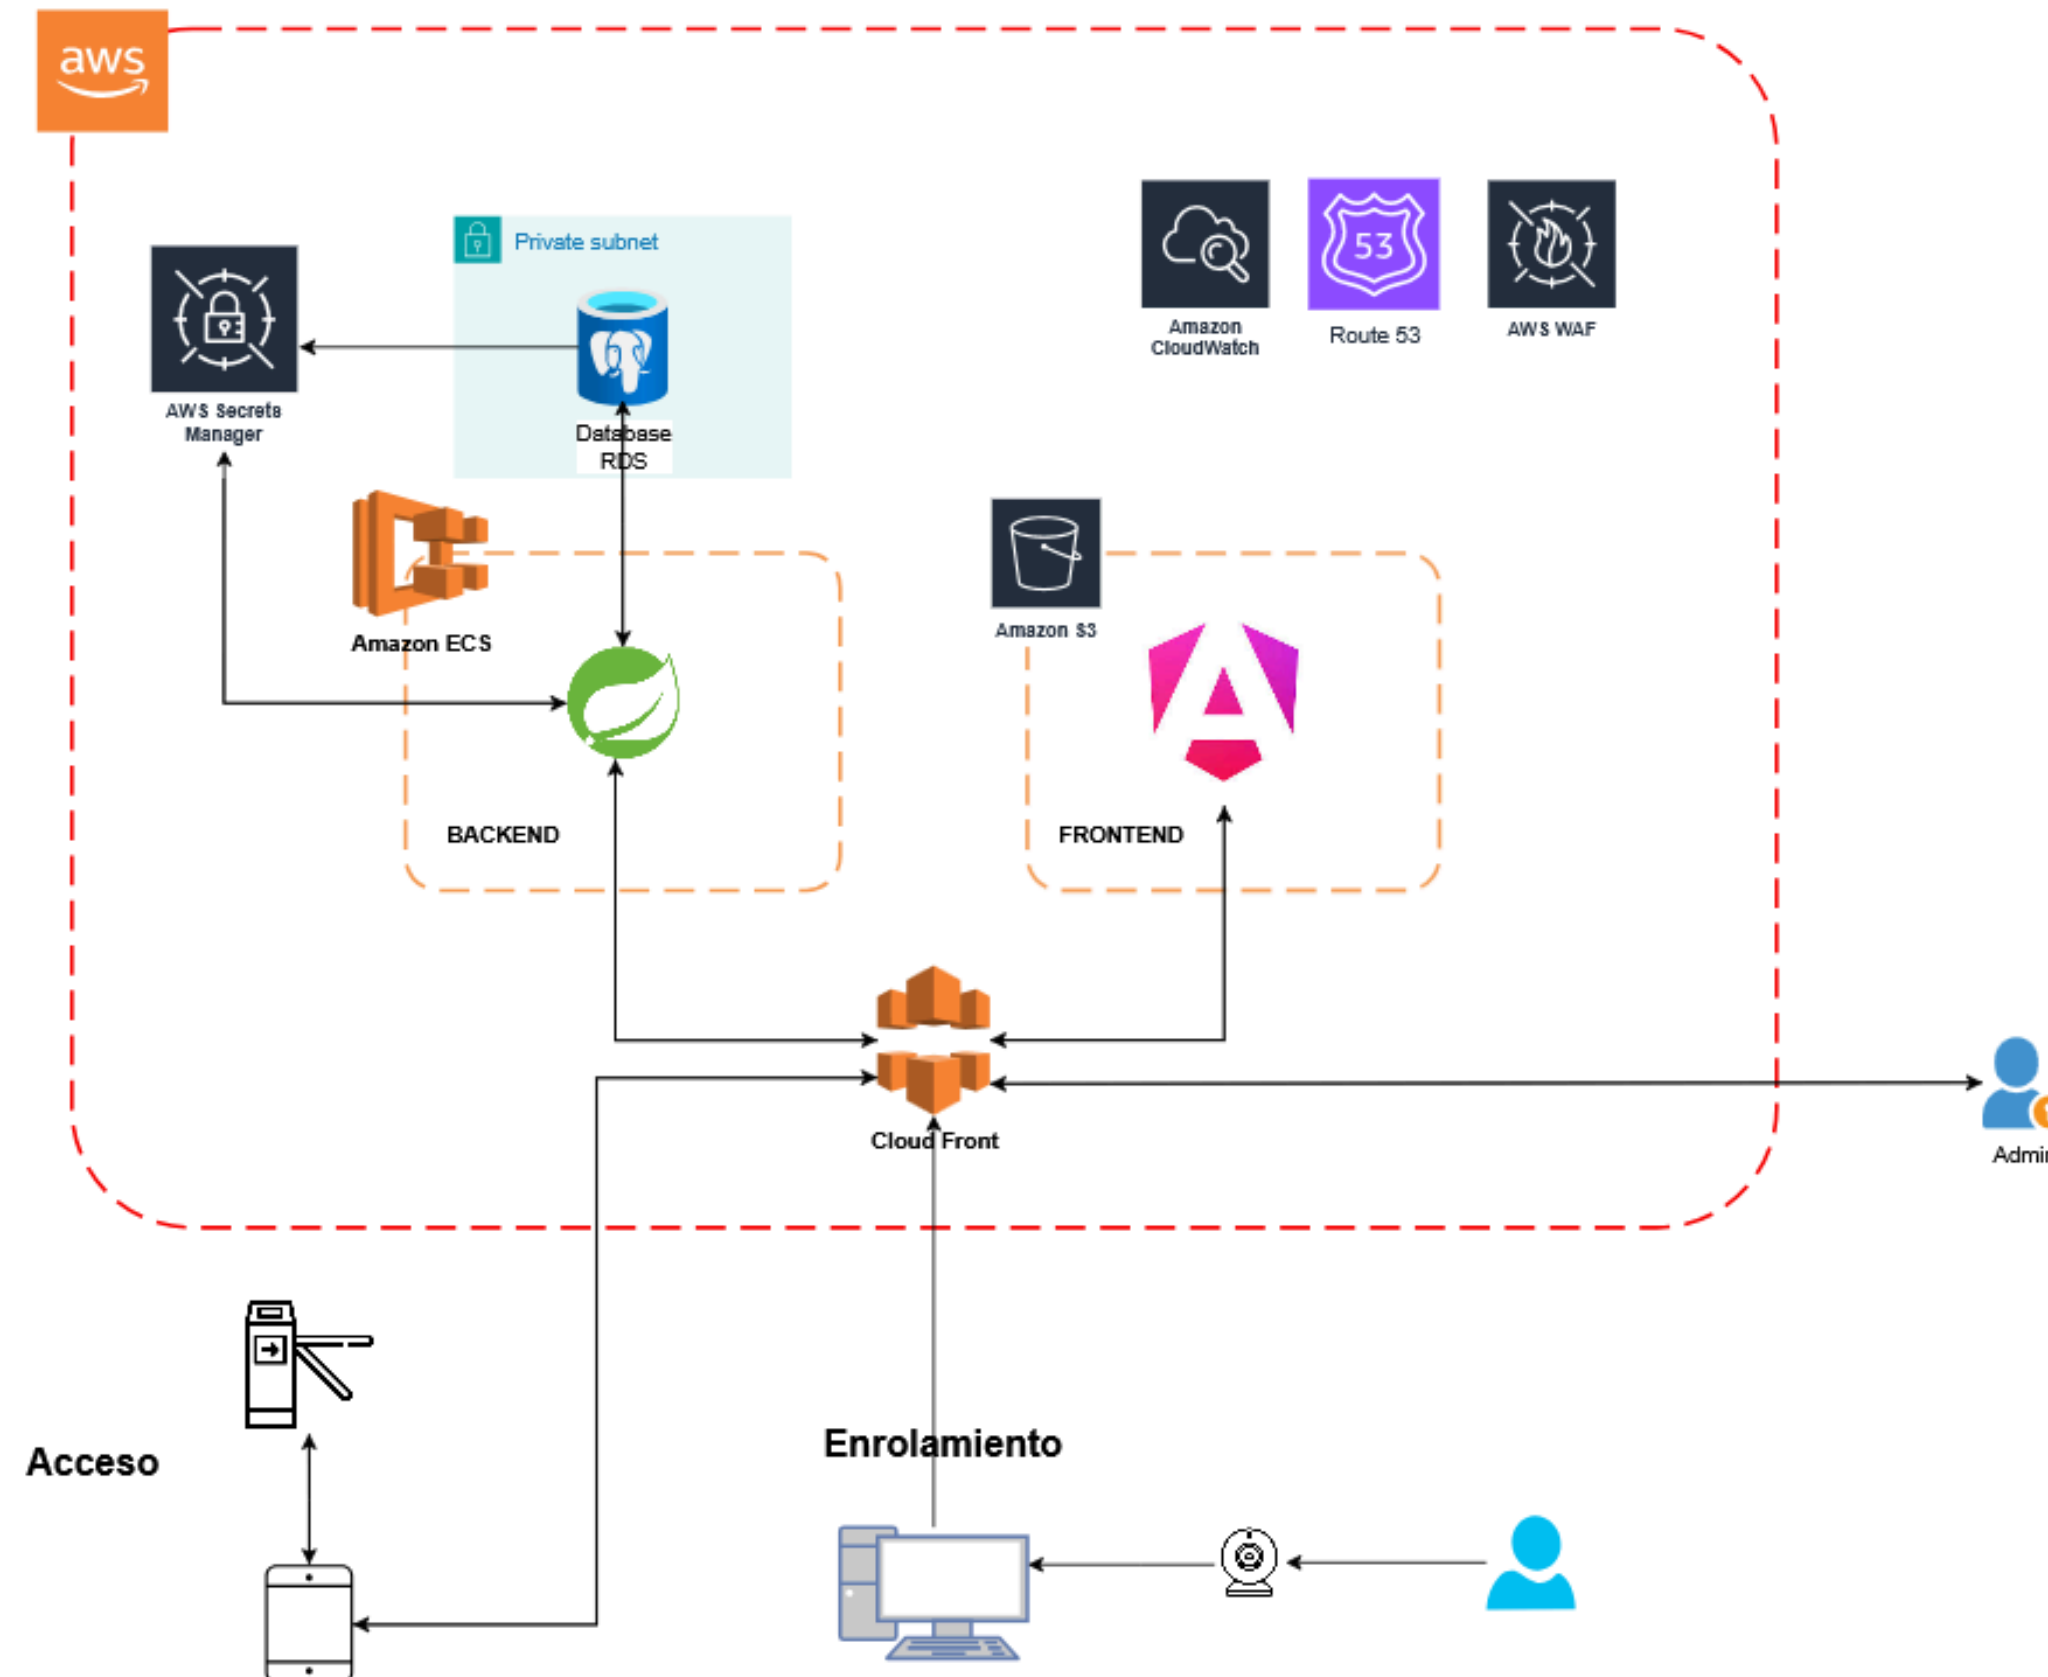 aws
Private subnet
AWS Secrets
Manager
Database
RDS
Amazon
CloudWatch
53
Route 53
AWS WAF
Amazon ECS
Amazon S3
BACKEND
FRONTEND
Cloud Front
Admin
Acceso
Enrolamiento